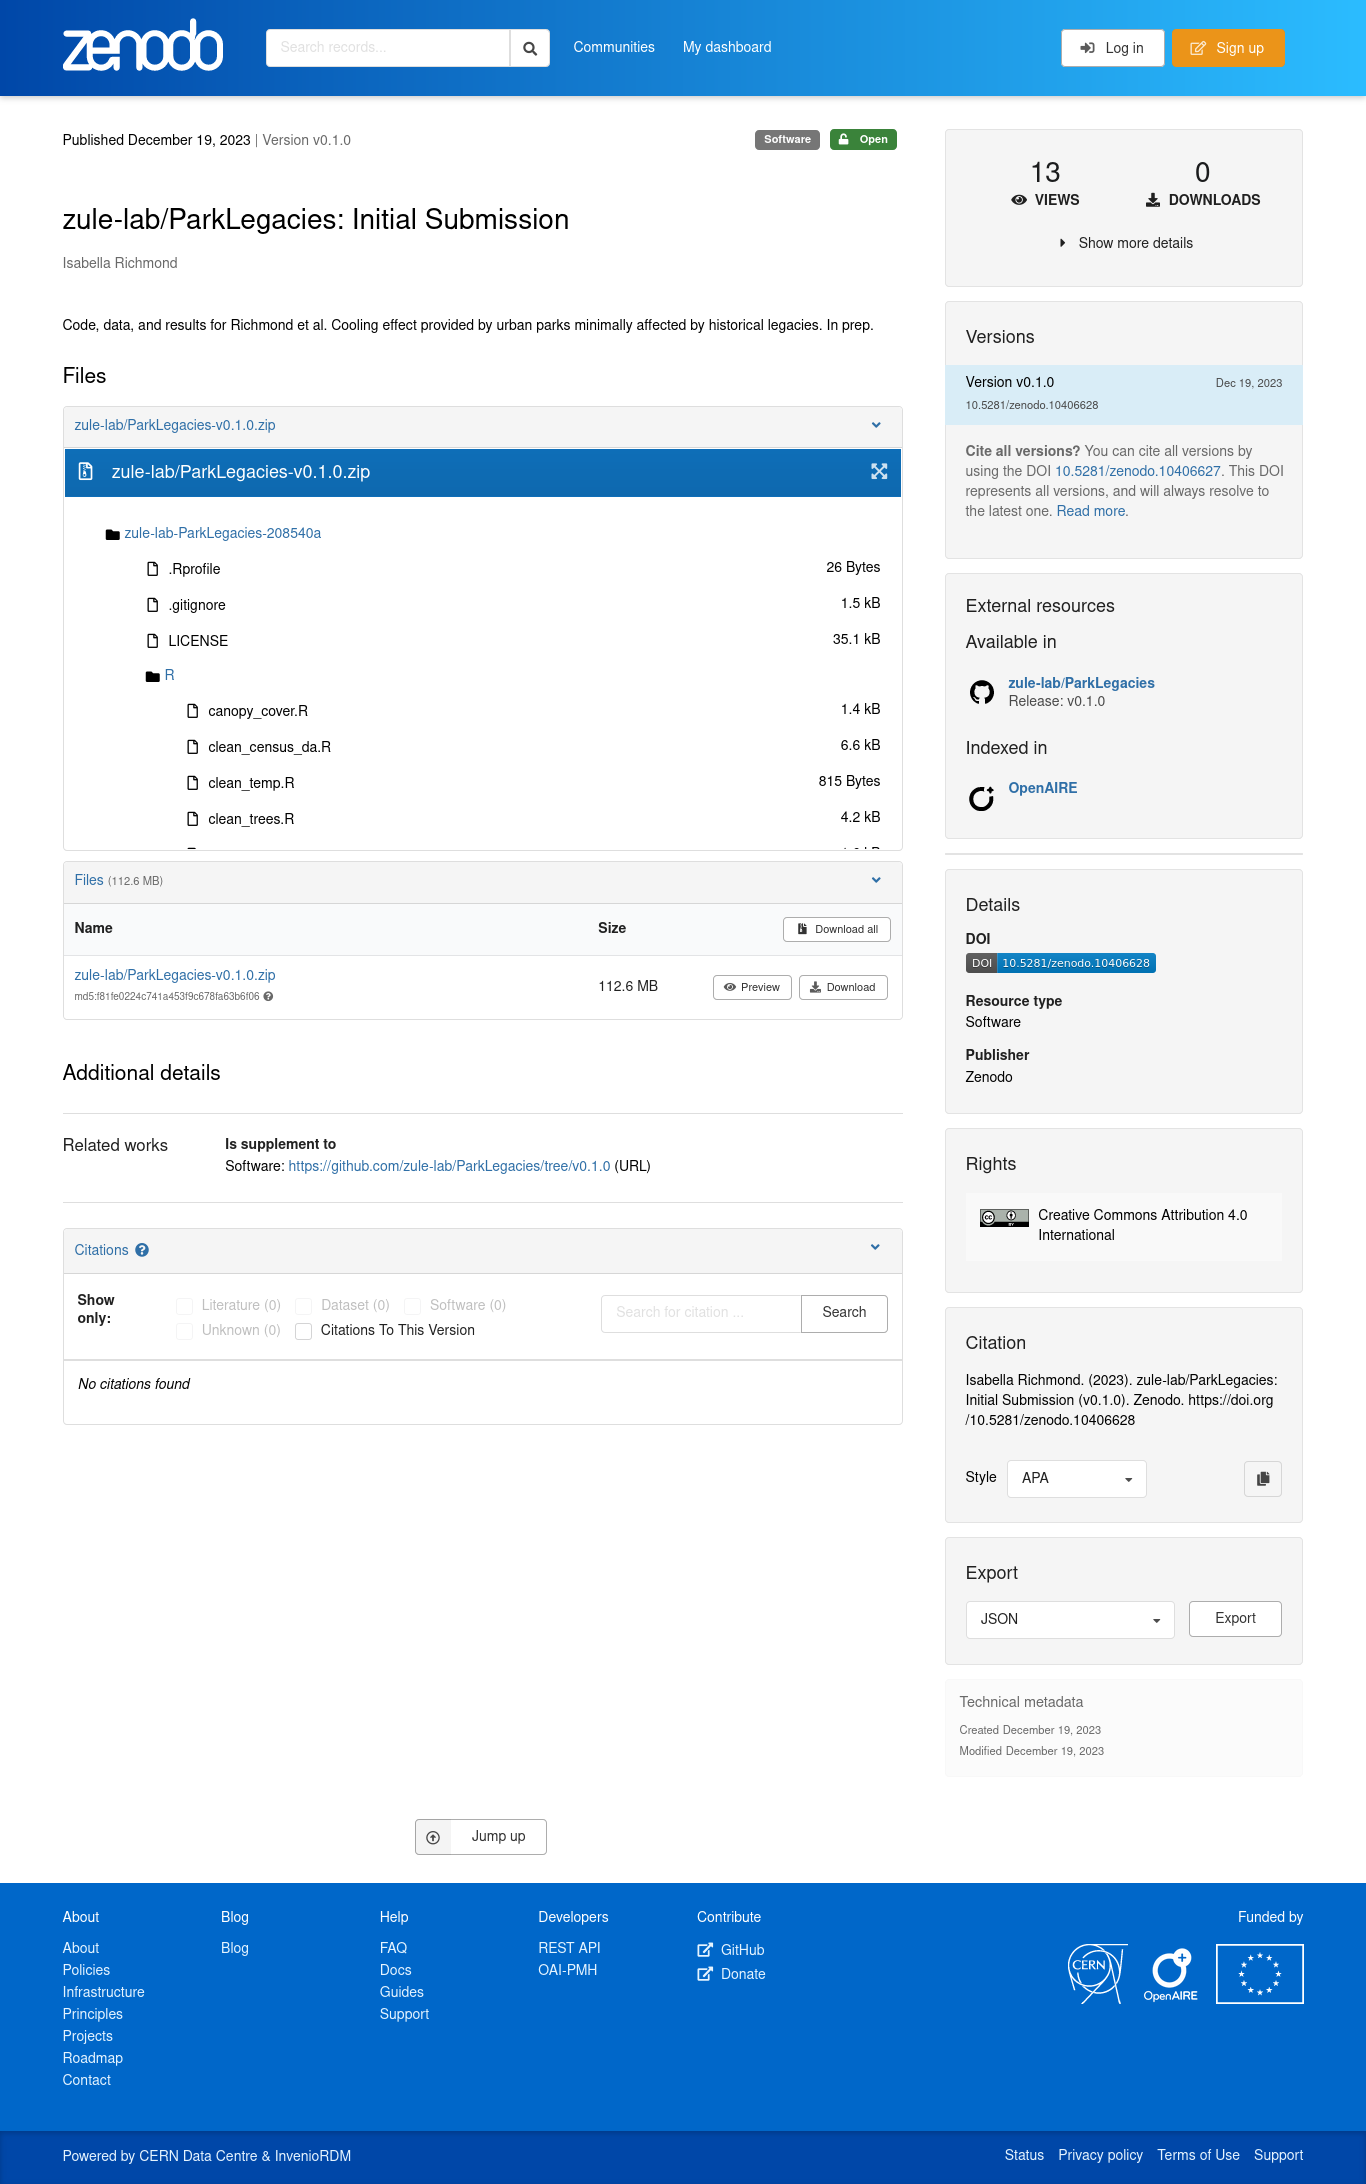 zenodo
Search records...
Communities
My dashboard
Log in
Sign up
Published December 19, 2023 | Version v0.1.0
Software
Open
zule-lab/ParkLegacies: Initial Submission
Isabella Richmond
Code, data, and results for Richmond et al. Cooling effect provided by urban parks minimally affected by historical legacies. In prep.
Files
zule-lab/ParkLegacies-v0.1.0.zip
zule-lab/ParkLegacies-v0.1.0.zip
zule-lab-ParkLegacies-208540a
.Rprofile 26 Bytes
.gitignore 1.5 kB
LICENSE 35.1 kB
R
canopy_cover.R 1.4 kB
clean_census_da.R 6.6 kB
clean_temp.R 815 Bytes
clean_trees.R 4.2 kB
Files (112.6 MB)
Name Size Download all
zule-lab/ParkLegacies-v0.1.0.zip
md5:f81fe0224c741a453f9c678fa63b6f06
112.6 MB Preview Download
Additional details
Related works
Is supplement to
Software: https://github.com/zule-lab/ParkLegacies/tree/v0.1.0 (URL)
Citations
Show only:
Literature (0) Dataset (0) Software (0)
Unknown (0) Citations To This Version
Search for citation ... Search
No citations found
13
VIEWS
0
DOWNLOADS
Show more details
Versions
Version v0.1.0 Dec 19, 2023
10.5281/zenodo.10406628
Cite all versions? You can cite all versions by
using the DOI 10.5281/zenodo.10406627. This DOI
represents all versions, and will always resolve to
the latest one. Read more.
External resources
Available in
zule-lab/ParkLegacies
Release: v0.1.0
Indexed in
OpenAIRE
Details
DOI
DOI 10.5281/zenodo.10406628
Resource type
Software
Publisher
Zenodo
Rights
cc BY
Creative Commons Attribution 4.0
International
Citation
Isabella Richmond. (2023). zule-lab/ParkLegacies:
Initial Submission (v0.1.0). Zenodo. https://doi.org
/10.5281/zenodo.10406628
Style APA
Export
JSON Export
Technical metadata
Created December 19, 2023
Modified December 19, 2023
Jump up
About
About
Policies
Infrastructure
Principles
Projects
Roadmap
Contact
Blog
Blog
Help
FAQ
Docs
Guides
Support
Developers
REST API
OAI-PMH
Contribute
GitHub
Donate
Funded by
CERN
OpenAIRE
Powered by CERN Data Centre & InvenioRDM
Status Privacy policy Terms of Use Support